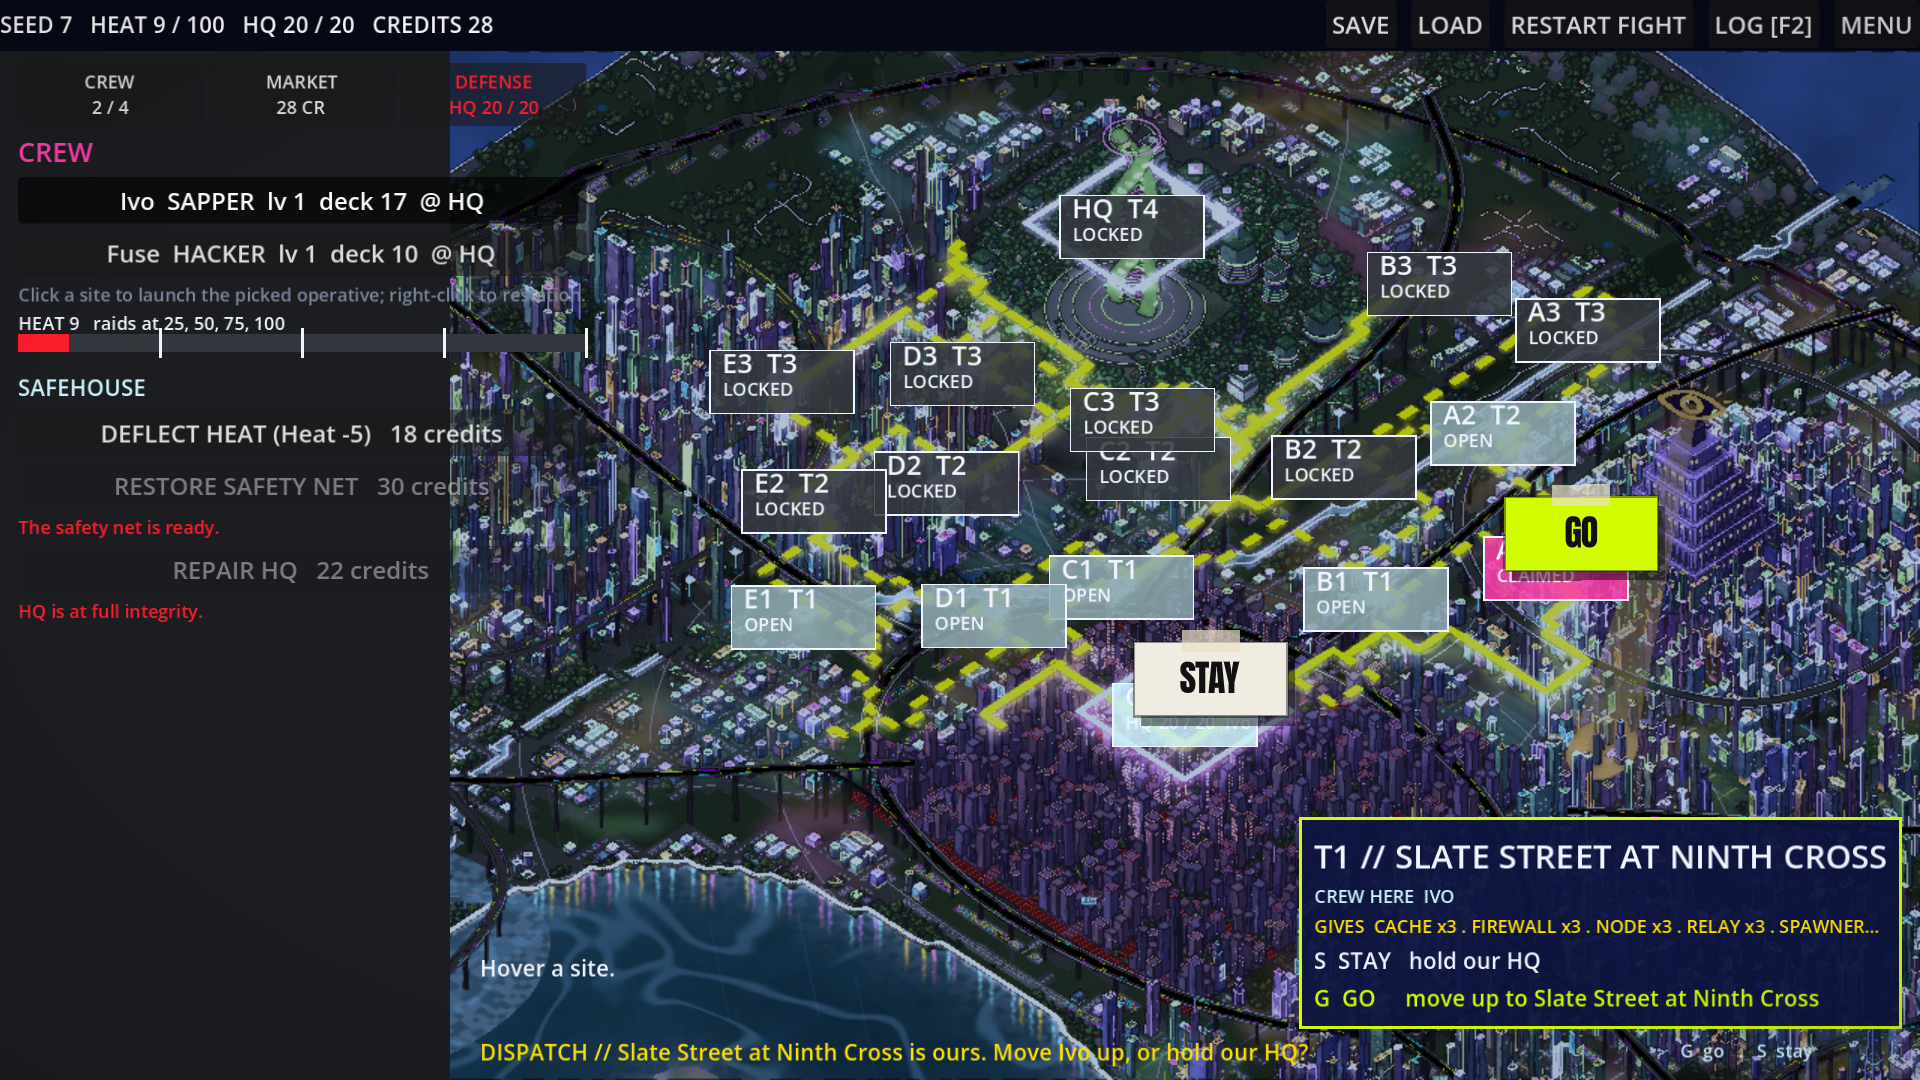 SEED 7 HEAT 9 / 100 HQ 20 / 20 CREDITS 28
SAVE LOAD RESTART FIGHT LOG [F2] MENU
CREW
2 / 4
MARKET
28 CR
DEFENSE
HQ 20 / 20
CREW
Ivo SAPPER lv 1 deck 17 @ HQ
Fuse HACKER lv 1 deck 10 @ HQ
Click a site to launch the picked operative; right-click to
HEAT 9 raids at 25, 50, 75, 100
SAFEHOUSE
DEFLECT HEAT (Heat -5) 18 credits
RESTORE SAFETY NET 30 credits
The safety net is ready.
REPAIR HQ 22 credits
HQ is at full integrity.
HQ T4
LOCKED
B3 T3
LOCKED
A3 T3
LOCKED
E3 T3
LOCKED
D3 T3
LOCKED
C3 T3
LOCKED
A2 T2
OPEN
C2 T2
LOCKED
B2 T2
LOCKED
D2 T2
LOCKED
E2 T2
LOCKED
GO
CLAIMED
C1 T1
OPEN
B1 T1
OPEN
E1 T1
OPEN
D1 T1
OPEN
STAY
HQ 20 / 20 Ivo
T1 // SLATE STREET AT NINTH CROSS
CREW HERE IVO
GIVES CACHE x3 . FIREWALL x3 . NODE x3 . RELAY x3 . SPAWNER...
S STAY hold our HQ
G GO move up to Slate Street at Ninth Cross
Hover a site.
DISPATCH // Slate Street at Ninth Cross is ours. Move Ivo up, or hold our HQ?
G go S stay